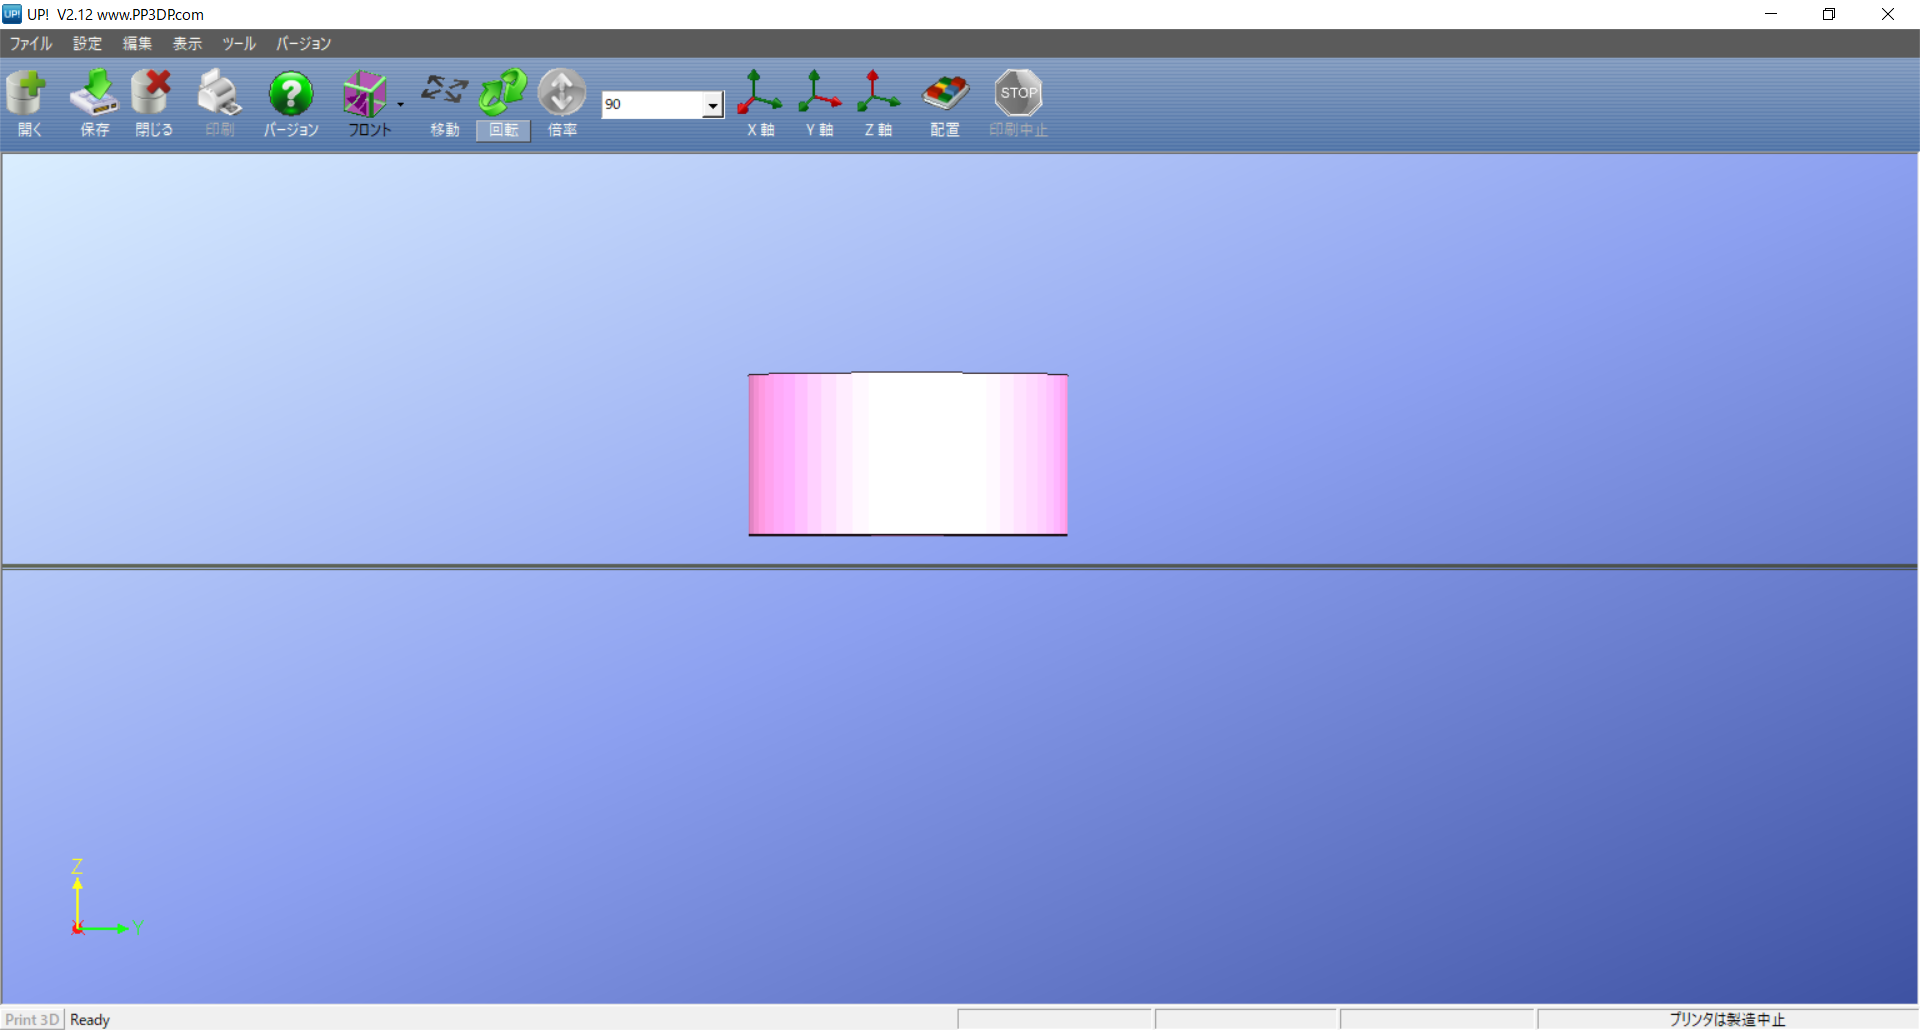 UP! UP! V2.12 www.PP3DP.com
ファイル 設定 編集 表示 ツール バージョン
開く 保存 閉じる 印刷 バージョン フロント 移動 回転 倍率 90 X 軸 Y 軸 Z 軸 配置 STOP 印刷中止
Z
Y
Print 3D Ready プリンタは製造中止